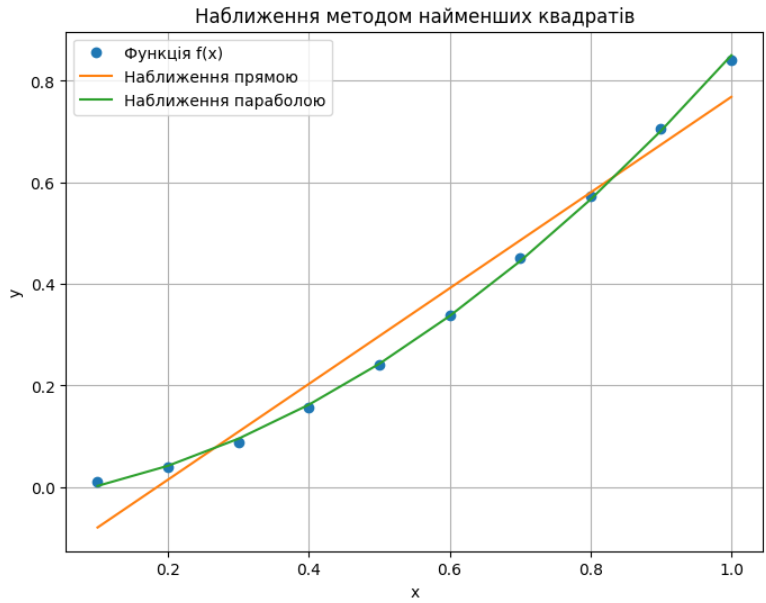 Наближення методом найменших квадратів
Функція f(x)
Наближення прямою
Наближення параболою
0.8
0.6
0.4
0.2
0.0
y
0.2 0.4 0.6 0.8 1.0
x